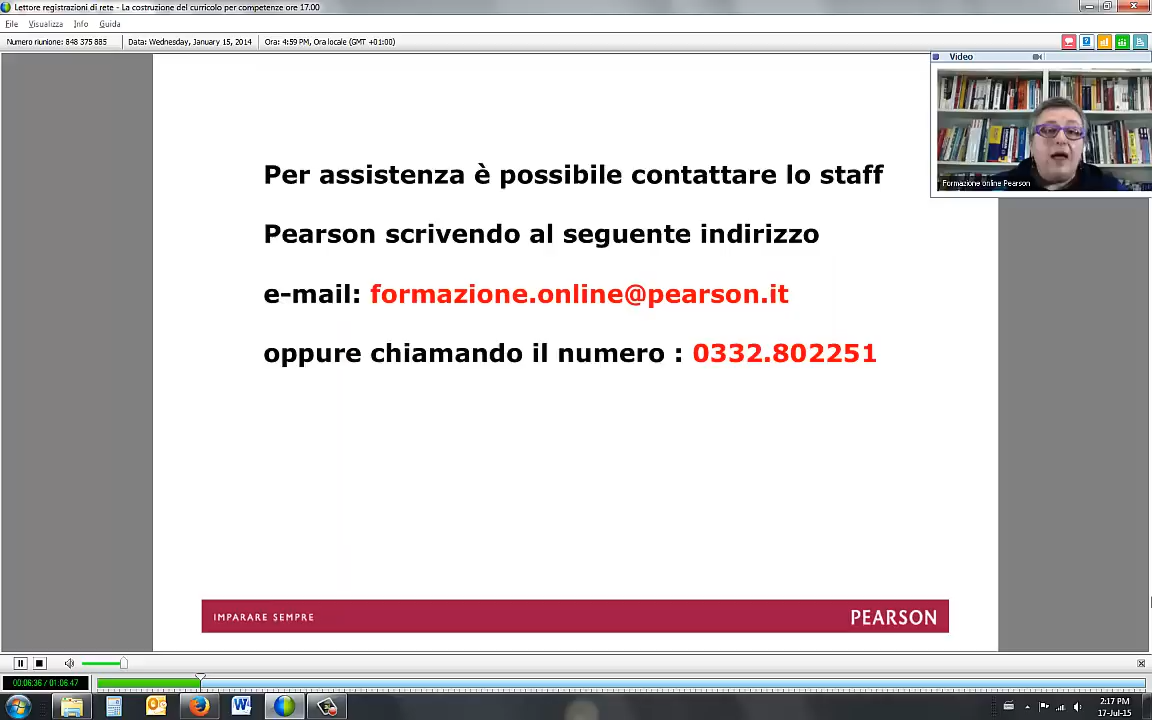 Lettore registrazioni di rete - La costruzione del curricolo per competenze ore 17.00
File Visualizza Info Guida
Numero riunione: 848 375 885 Data: Wednesday, January 15, 2014 Ora: 4:59 PM, Ora locale (GMT +01:00)
Video
Formazione online Pearson
Per assistenza è possibile contattare lo staff
Pearson scrivendo al seguente indirizzo
e-mail: formazione.online@pearson.it
oppure chiamando il numero : 0332.802251
IMPARARE SEMPRE
PEARSON
00:06:36 / 01:06:47
2:17 PM
17-Jul-15